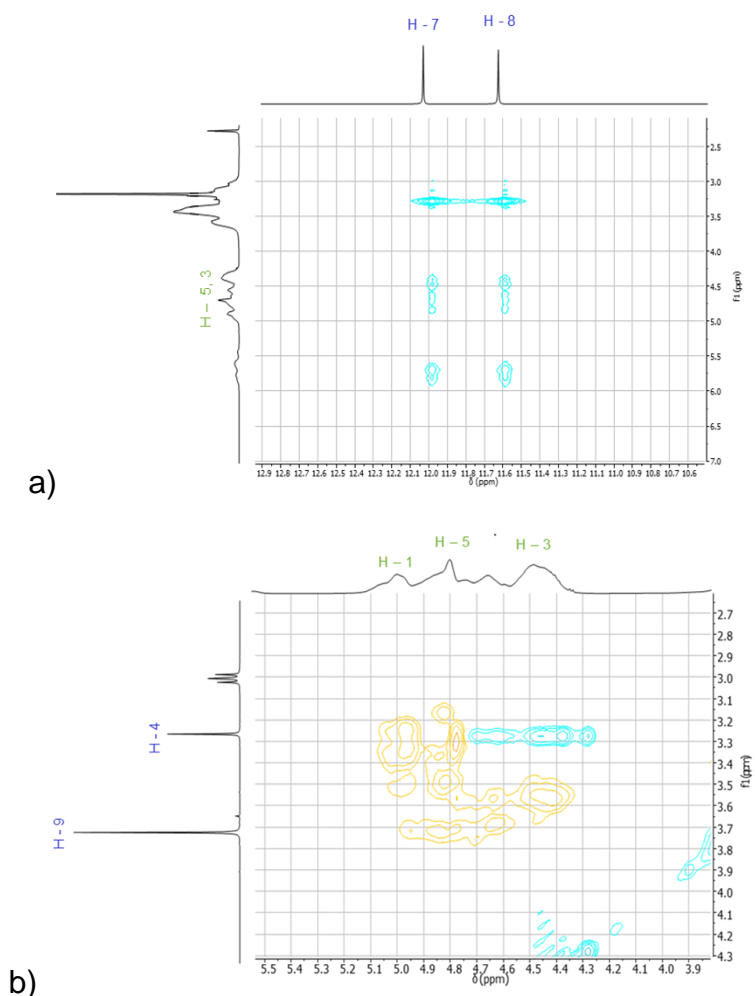 H - 7 H - 8
2.5
3.0
3.5
4.0
4.5
5.0
5.5
6.0
6.5
7.0
f1 (ppm)
H – 5, 3
12.9 12.8 12.7 12.6 12.5 12.4 12.3 12.2 12.1 12.0 11.9 11.8 11.7 11.6 11.5 11.4 11.3 11.2 11.1 11.0 10.9 10.8 10.7 10.6
δ (ppm)
a)
H – 1 H – 5 H – 3
2.7
2.8
2.9
3.0
3.1
3.2
3.3
3.4
3.5
3.6
3.7
3.8
3.9
4.0
4.1
4.2
4.3
f1 (ppm)
H - 4
H - 9
5.5 5.4 5.3 5.2 5.1 5.0 4.9 4.8 4.7 4.6 4.5 4.4 4.3 4.2 4.1 4.0 3.9
δ (ppm)
b)